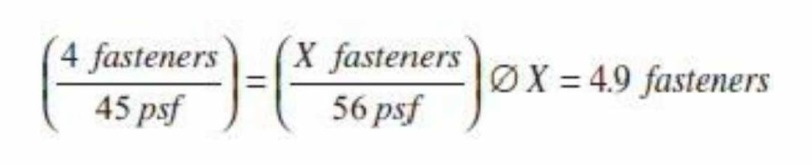 (4 fasteners / 45 psf) = (X fasteners / 56 psf) ∅ X = 4.9 fasteners